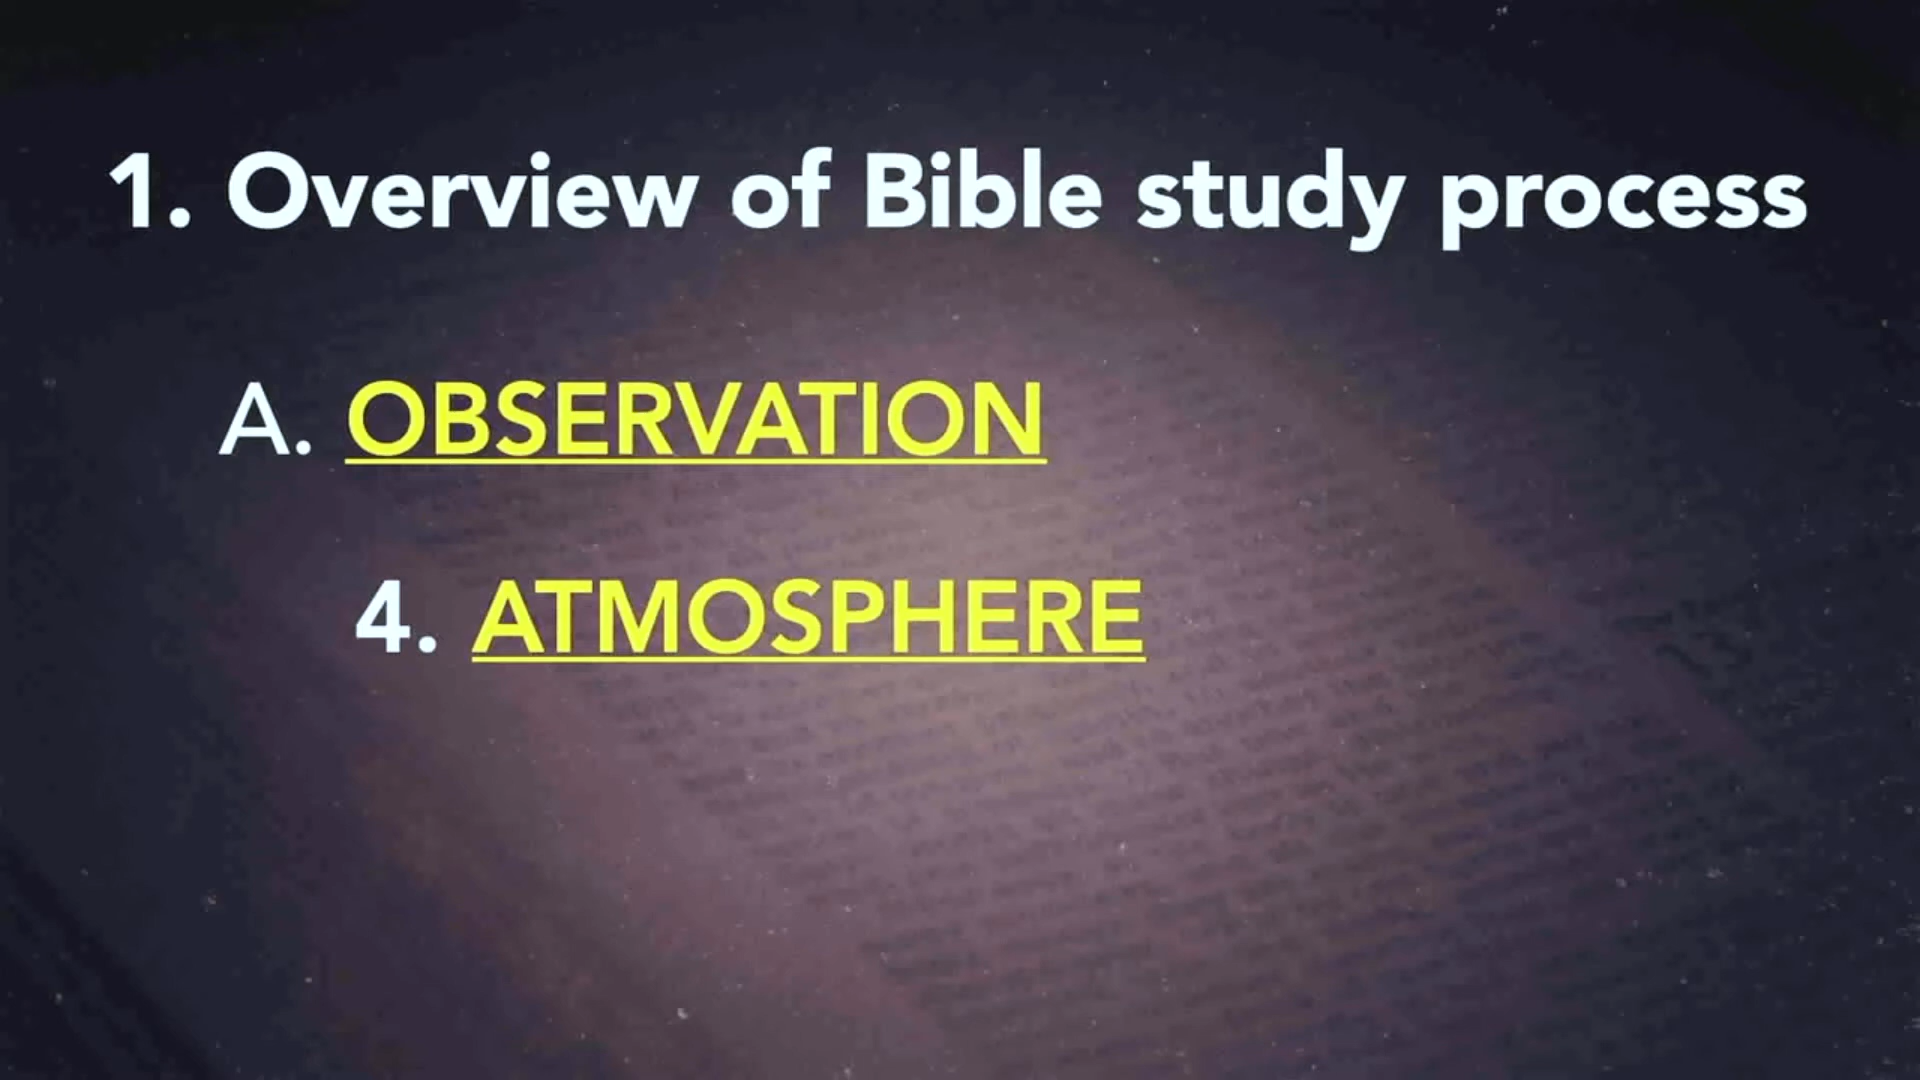 1. Overview of Bible study process
A. OBSERVATION
4. ATMOSPHERE